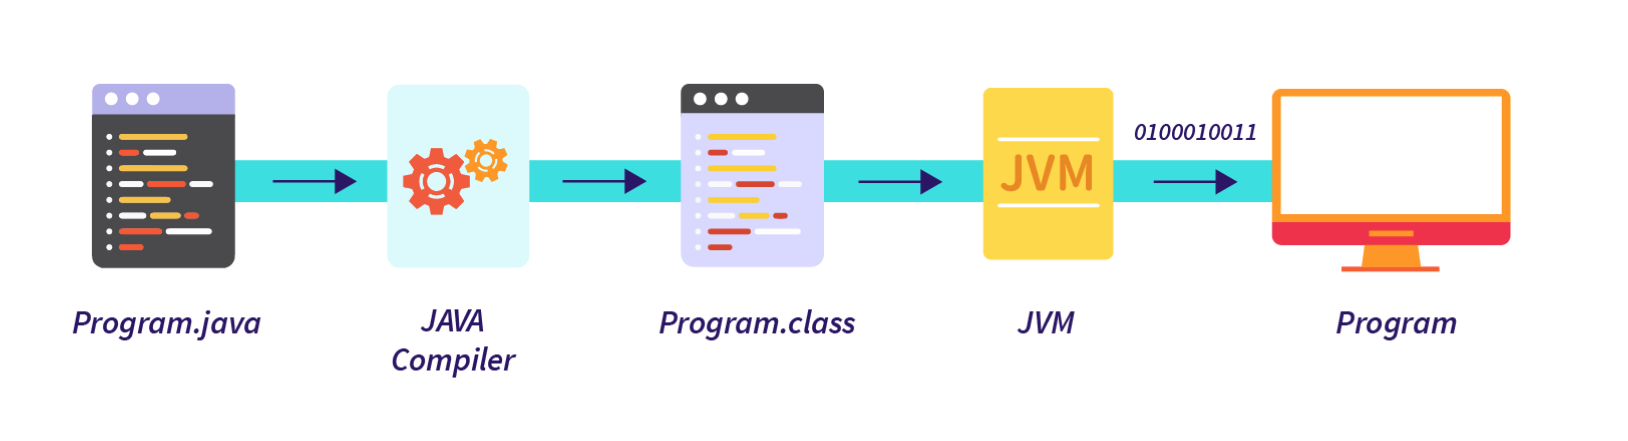 0100010011
JVM
Program.java
JAVA
Compiler
Program.class
JVM
Program